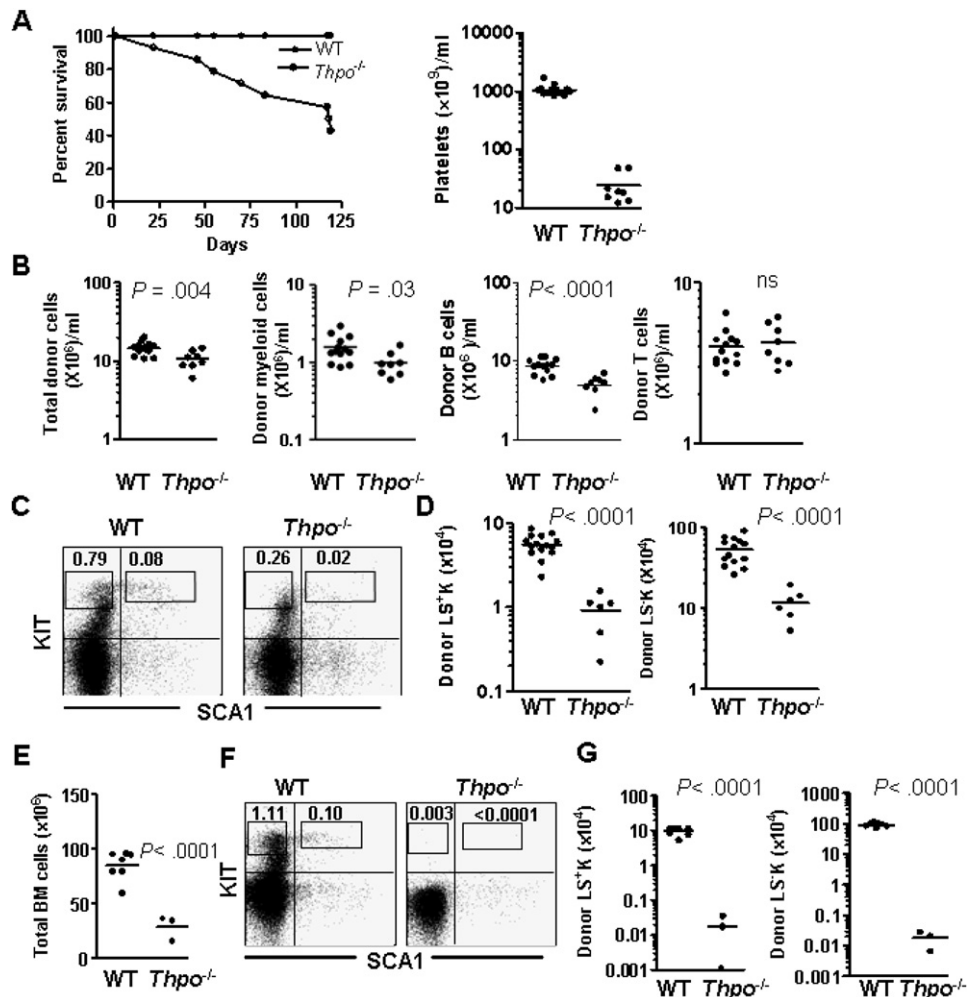 A
Percent survival
100
80
60
40
20
0
0 25 50 75 100 125
Days
WT
Thpo-/-
Platelets (×10⁹)/ml
10000
1000
100
10
WT Thpo-/-
B
Total donor cells
(X10⁶)/ml
100
10
1
P = .004
WT Thpo-/-
Donor myeloid cells
(X10⁶)/ml
10
1
0.1
P = .03
WT Thpo-/-
Donor B cells
(X10⁶)/ml
100
10
1
P< .0001
WT Thpo-/-
Donor T cells
(X10⁶)/ml
10
1
ns
WT Thpo-/-
C
WT
Thpo-/-
0.79 0.08
0.26 0.02
KIT
SCA1
D
Donor LS⁺K (x10⁴)
10
1
0.1
P< .0001
WT Thpo-/-
Donor LS⁻K (X10⁴)
100
10
1
P< .0001
WT Thpo-/-
E
Total BM cells (x10⁶)
150
100
50
0
P< .0001
WT Thpo-/-
F
WT
Thpo-/-
1.11 0.10
0.003 <0.0001
KIT
SCA1
G
Donor LS⁺K (x10⁴)
1000
100
10
1
0.1
0.01
0.001
P< .0001
WT Thpo-/-
Donor LS⁻K (x10⁴)
1000
100
10
1
0.1
0.01
0.001
P< .0001
WT Thpo-/-